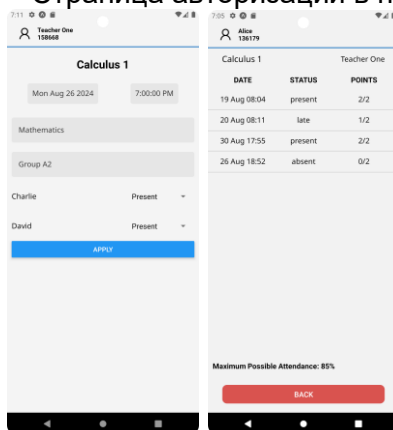 Страница авторизации в п
7:11
Teacher One
158668
Calculus 1
Mon Aug 26 2024 7:00:00 PM
Mathematics
Group A2
Charlie Present
David Present
APPLY
7:05
Alice
136179
Calculus 1 Teacher One
DATE STATUS POINTS
19 Aug 08:04 present 2/2
20 Aug 08:11 late 1/2
30 Aug 17:55 present 2/2
26 Aug 18:52 absent 0/2
Maximum Possible Attendance: 85%
BACK